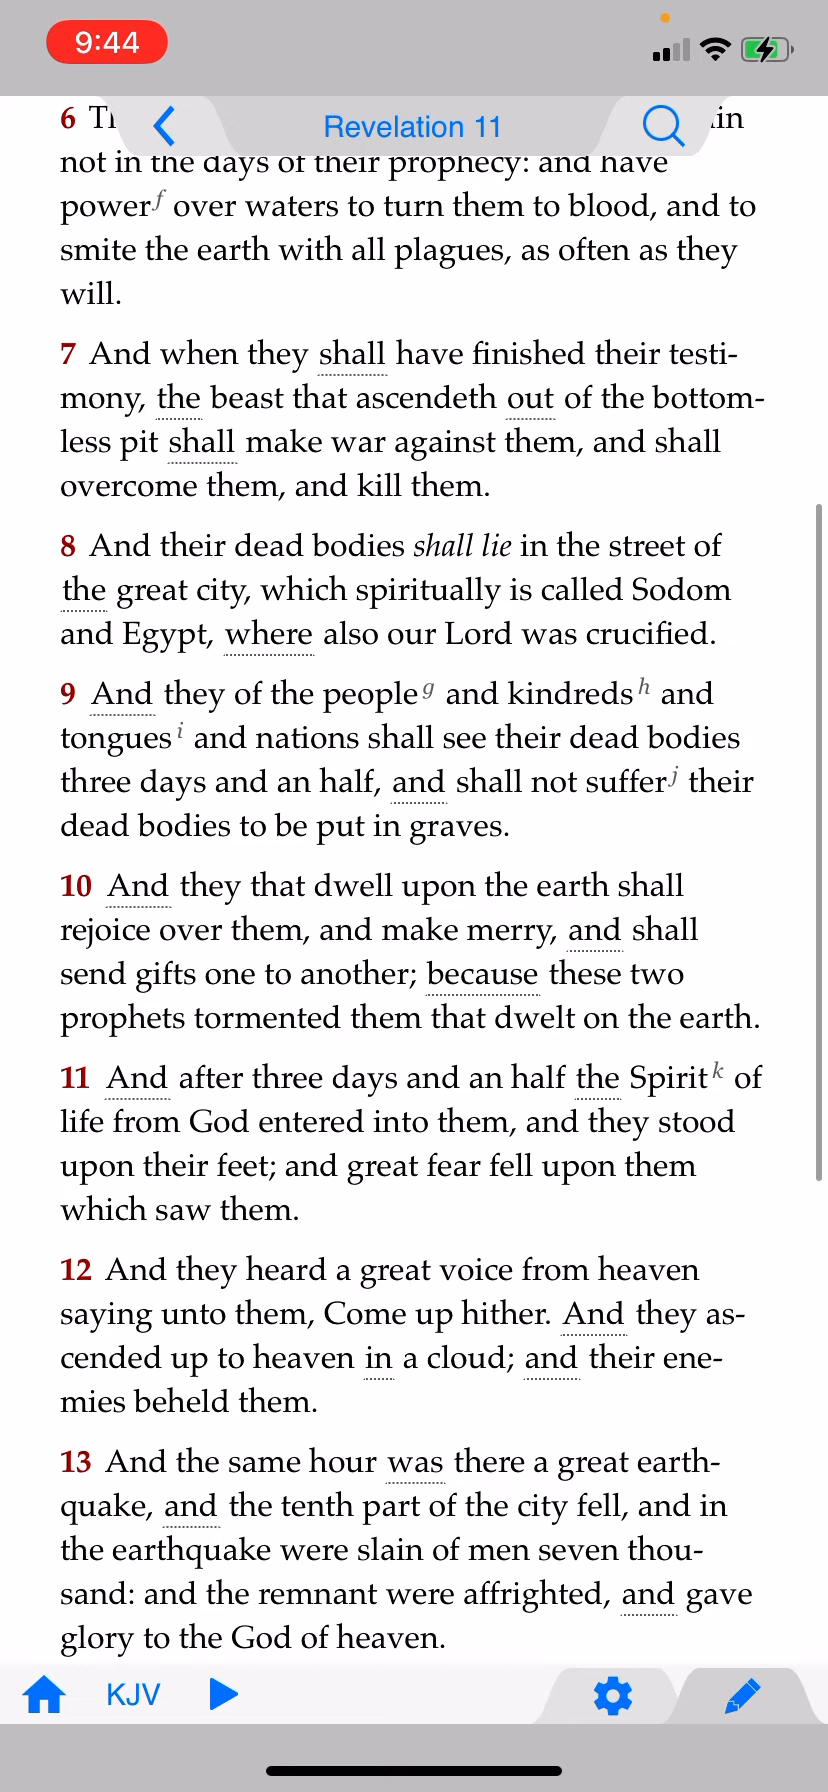 9:44
Revelation 11
6
not in the days of their prophecy: and have
powerf over waters to turn them to blood, and to
smite the earth with all plagues, as often as they
will.
7 And when they shall have finished their testi-
mony, the beast that ascendeth out of the bottom-
less pit shall make war against them, and shall
overcome them, and kill them.
8 And their dead bodies shall lie in the street of
the great city, which spiritually is called Sodom
and Egypt, where also our Lord was crucified.
9 And they of the people g and kindreds h and
tongues i and nations shall see their dead bodies
three days and an half, and shall not suffer j their
dead bodies to be put in graves.
10 And they that dwell upon the earth shall
rejoice over them, and make merry, and shall
send gifts one to another; because these two
prophets tormented them that dwelt on the earth.
11 And after three days and an half the Spirit k of
life from God entered into them, and they stood
upon their feet; and great fear fell upon them
which saw them.
12 And they heard a great voice from heaven
saying unto them, Come up hither. And they as-
cended up to heaven in a cloud; and their ene-
mies beheld them.
13 And the same hour was there a great earth-
quake, and the tenth part of the city fell, and in
the earthquake were slain of men seven thou-
sand: and the remnant were affrighted, and gave
glory to the God of heaven.
KJV